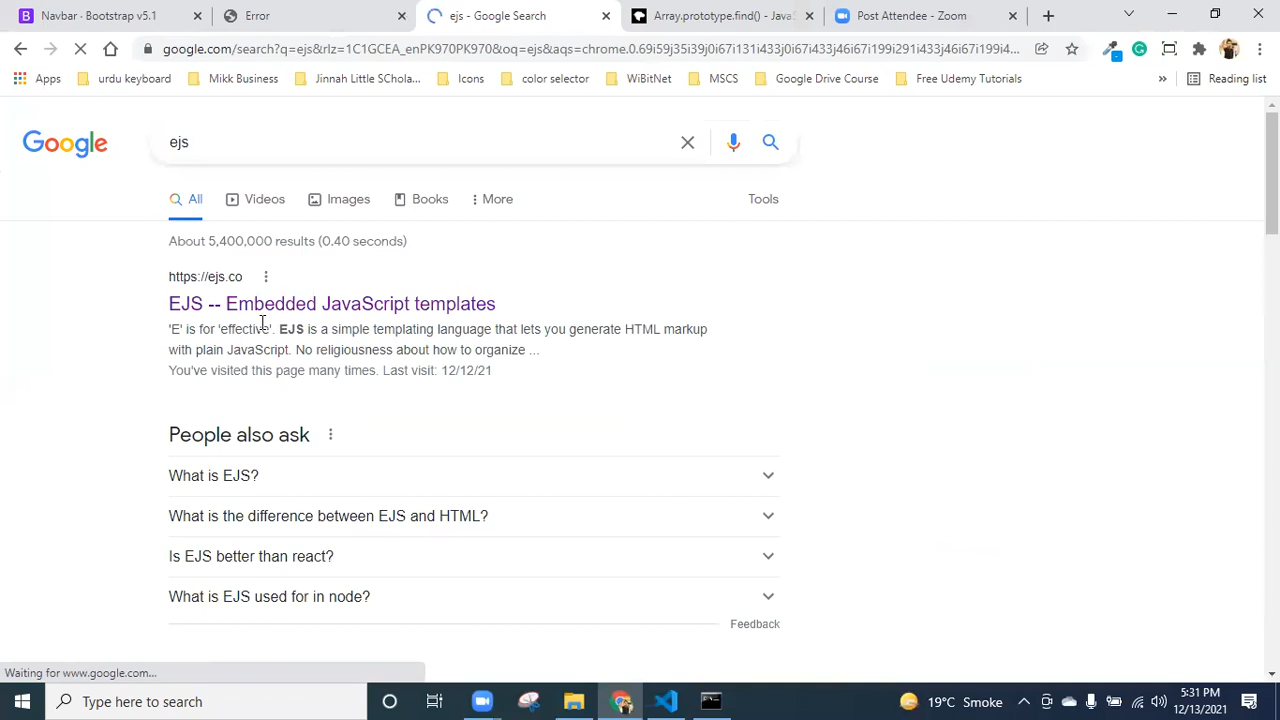 Navbar · Bootstrap v5.1
Error
ejs - Google Search
Array.prototype.find() - JavaS
Post Attendee - Zoom
google.com/search?q=ejs&rlz=1C1GCEA_enPK970PK970&oq=ejs&aqs=chrome.0.69i59j35i39j0i67i131i433j0i67i433j46i67i199i291i433j46i67i199i4...
Apps
urdu keyboard
Mikk Business
Jinnah Little SChola...
Icons
color selector
WiBitNet
MSCS
Google Drive Course
Free Udemy Tutorials
»
Reading list
Google
ejs
All
Videos
Images
Books
More
Tools
About 5,400,000 results (0.40 seconds)
https://ejs.co
EJS -- Embedded JavaScript templates
'E' is for 'effective'. EJS is a simple templating language that lets you generate HTML markup
with plain JavaScript. No religiousness about how to organize ...
You've visited this page many times. Last visit: 12/12/21
People also ask
What is EJS?
What is the difference between EJS and HTML?
Is EJS better than react?
What is EJS used for in node?
Feedback
Waiting for www.google.com...
Type here to search
19°C Smoke
5:31 PM
12/13/2021